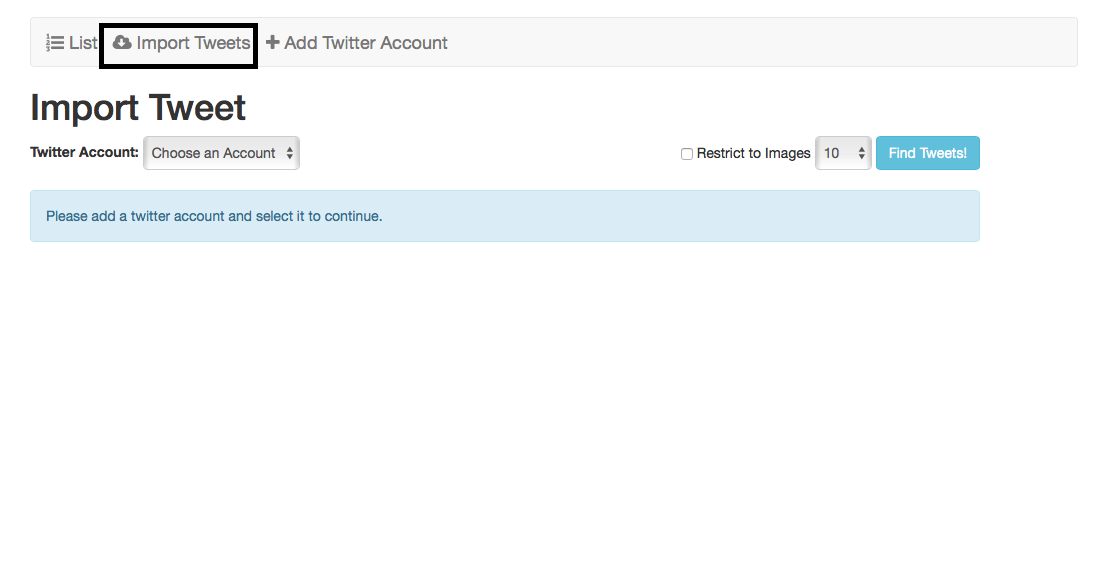 List Import Tweets Add Twitter Account
Import Tweet
Twitter Account: Choose an Account Restrict to Images 10 Find Tweets!
Please add a twitter account and select it to continue.